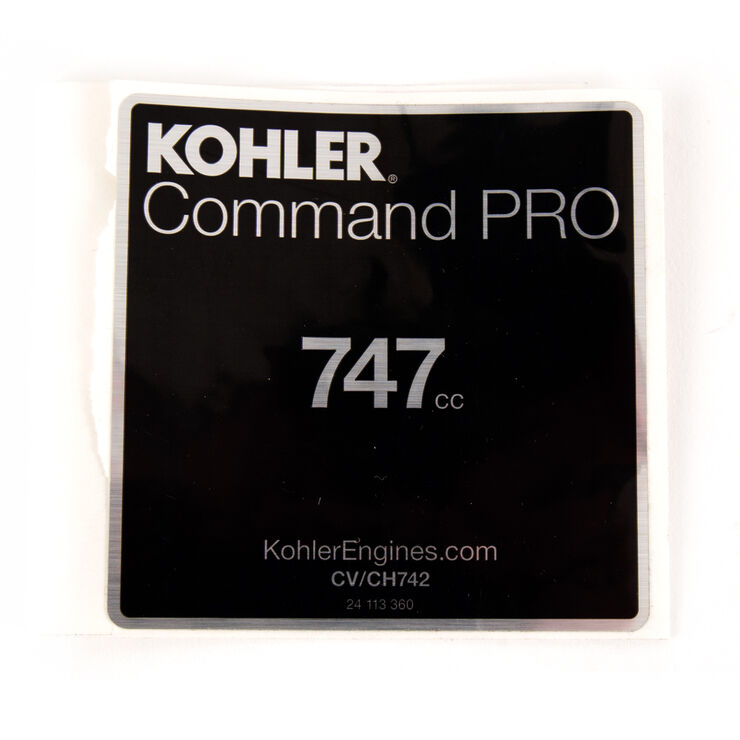 KOHLER®
Command PRO
747cc
KohlerEngines.com
CV/CH742
24 113 360